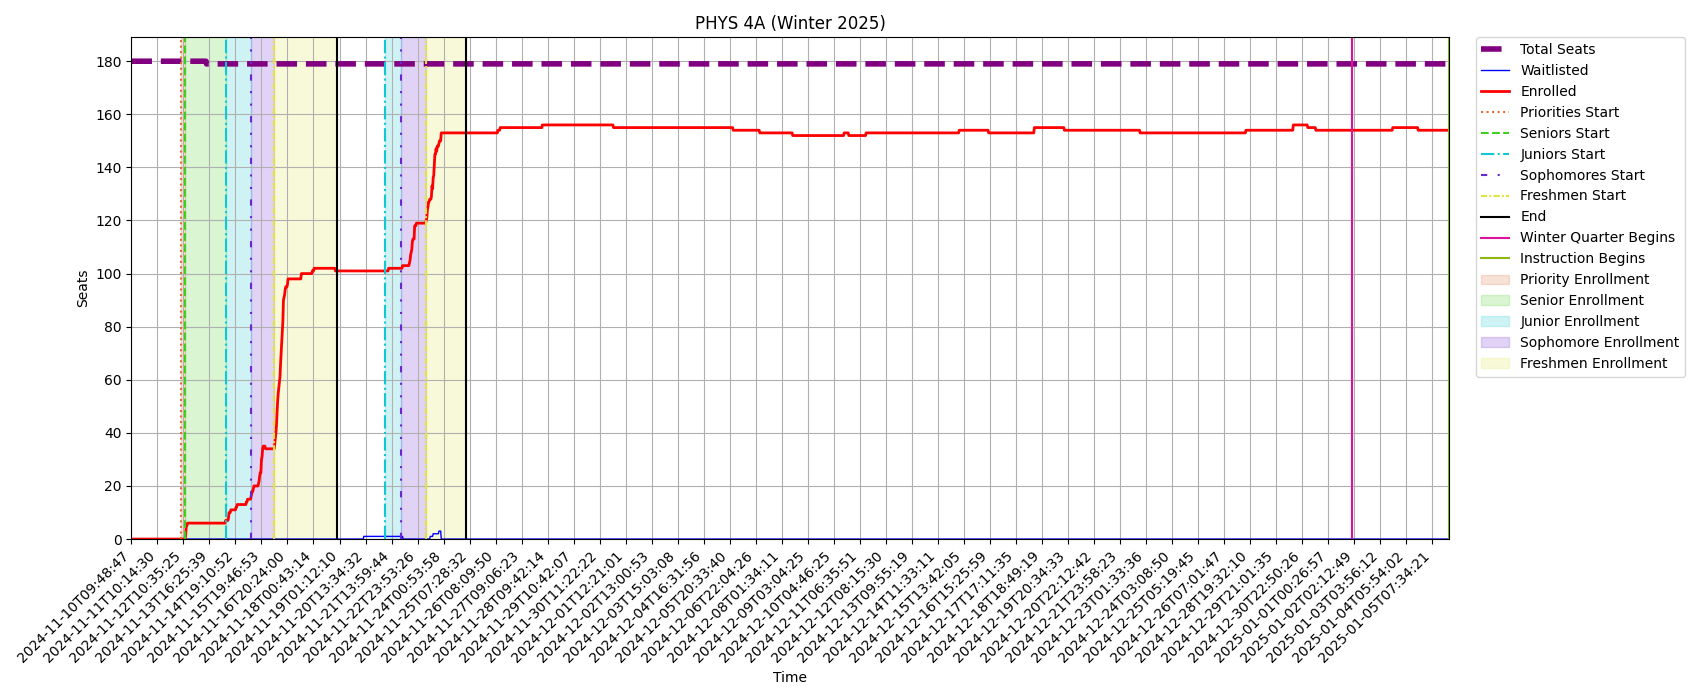 PHYS 4A (Winter 2025)
Seats
180
160
140
120
100
80
60
40
20
0
2024-11-10T09:48:47
2024-11-11T10:14:30
2024-11-12T10:35:25
2024-11-13T16:25:39
2024-11-14T19:10:52
2024-11-15T19:46:53
2024-11-16T20:24:00
2024-11-18T00:43:14
2024-11-19T01:12:10
2024-11-20T13:34:32
2024-11-21T13:59:44
2024-11-22T23:53:26
2024-11-24T00:53:58
2024-11-25T07:28:32
2024-11-26T08:09:50
2024-11-27T09:06:23
2024-11-28T09:42:14
2024-11-29T10:42:07
2024-11-30T11:22:22
2024-12-01T12:21:01
2024-12-02T13:00:53
2024-12-03T15:03:08
2024-12-04T16:31:56
2024-12-05T20:33:40
2024-12-06T22:04:26
2024-12-08T01:34:11
2024-12-09T03:04:25
2024-12-10T04:46:25
2024-12-11T06:35:51
2024-12-12T08:15:30
2024-12-13T09:55:19
2024-12-14T11:33:11
2024-12-15T13:42:05
2024-12-16T15:25:59
2024-12-17T17:11:35
2024-12-18T18:49:19
2024-12-19T20:34:33
2024-12-20T22:12:42
2024-12-21T23:58:23
2024-12-23T01:33:36
2024-12-24T03:08:50
2024-12-25T05:19:45
2024-12-26T07:01:47
2024-12-28T19:32:10
2024-12-29T21:01:35
2024-12-30T22:50:26
2025-01-01T00:26:57
2025-01-02T02:12:49
2025-01-03T03:56:12
2025-01-04T05:54:02
2025-01-05T07:34:21
Time
Total Seats
Waitlisted
Enrolled
Priorities Start
Seniors Start
Juniors Start
Sophomores Start
Freshmen Start
End
Winter Quarter Begins
Instruction Begins
Priority Enrollment
Senior Enrollment
Junior Enrollment
Sophomore Enrollment
Freshmen Enrollment